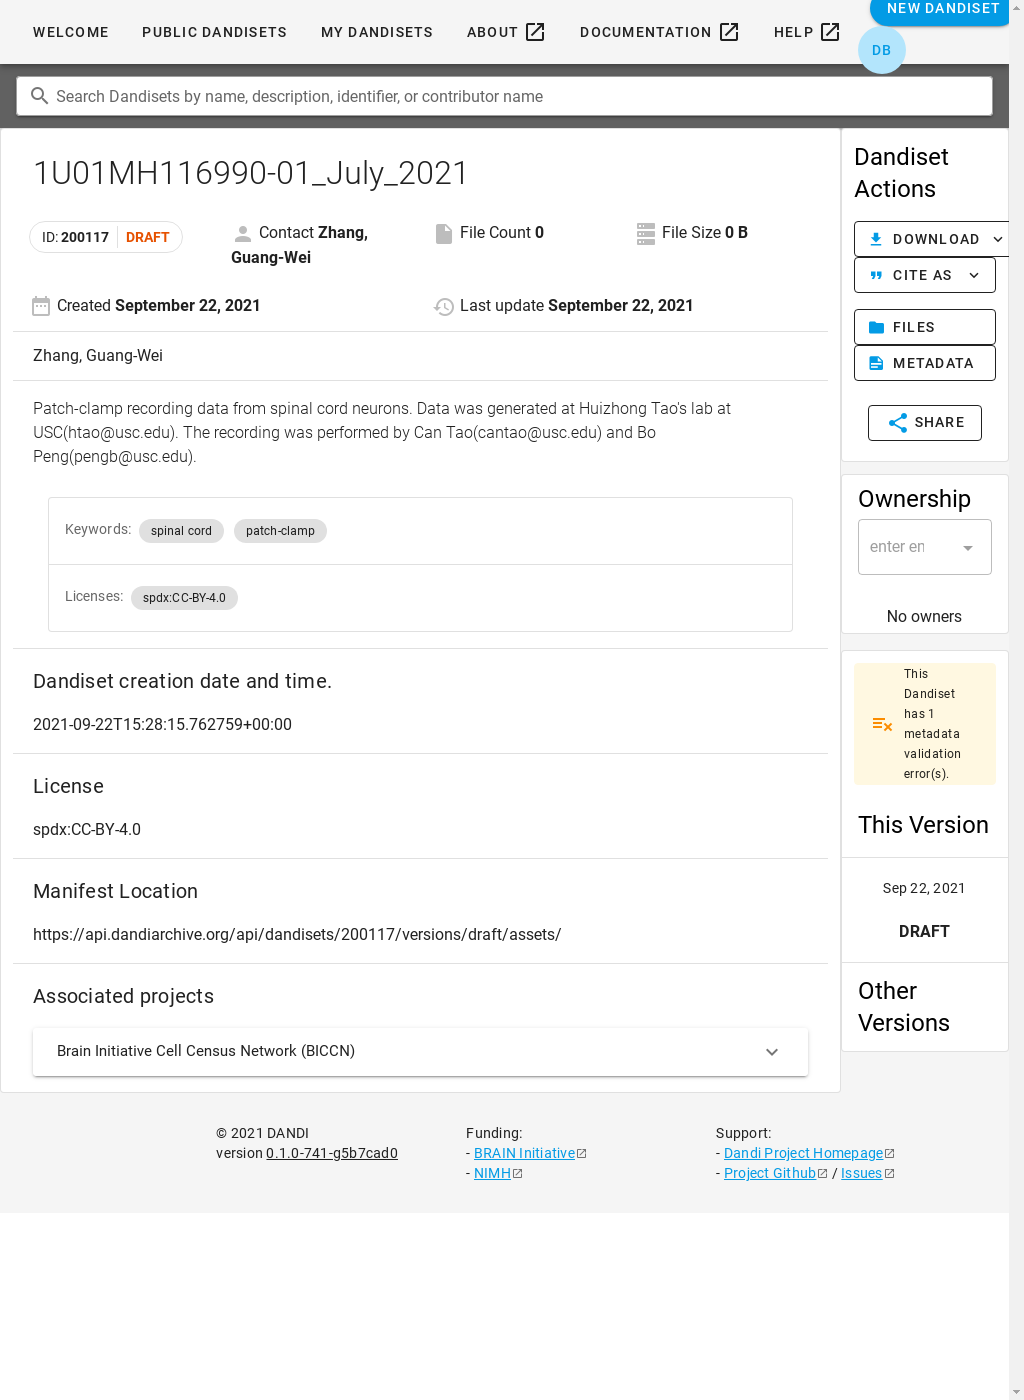 NEW DANDISET
WELCOME PUBLIC DANDISETS MY DANDISETS ABOUT DOCUMENTATION HELP
DB
Search Dandisets by name, description, identifier, or contributor name
1U01MH116990-01_July_2021
ID: 200117 DRAFT
Contact Zhang,
Guang-Wei
File Count 0
File Size 0 B
Created September 22, 2021
Last update September 22, 2021
Zhang, Guang-Wei
Patch-clamp recording data from spinal cord neurons. Data was generated at Huizhong Tao's lab at
USC(htao@usc.edu). The recording was performed by Can Tao(cantao@usc.edu) and Bo
Peng(pengb@usc.edu).
Keywords: spinal cord patch-clamp
Licenses: spdx:CC-BY-4.0
Dandiset creation date and time.
2021-09-22T15:28:15.762759+00:00
License
spdx:CC-BY-4.0
Manifest Location
https://api.dandiarchive.org/api/dandisets/200117/versions/draft/assets/
Associated projects
Brain Initiative Cell Census Network (BICCN)
Dandiset
Actions
DOWNLOAD
CITE AS
FILES
METADATA
SHARE
Ownership
enter en
No owners
This
Dandiset
has 1
metadata
validation
error(s).
This Version
Sep 22, 2021
DRAFT
Other
Versions
© 2021 DANDI
version 0.1.0-741-g5b7cad0
Funding:
- BRAIN Initiative
- NIMH
Support:
- Dandi Project Homepage
- Project Github / Issues